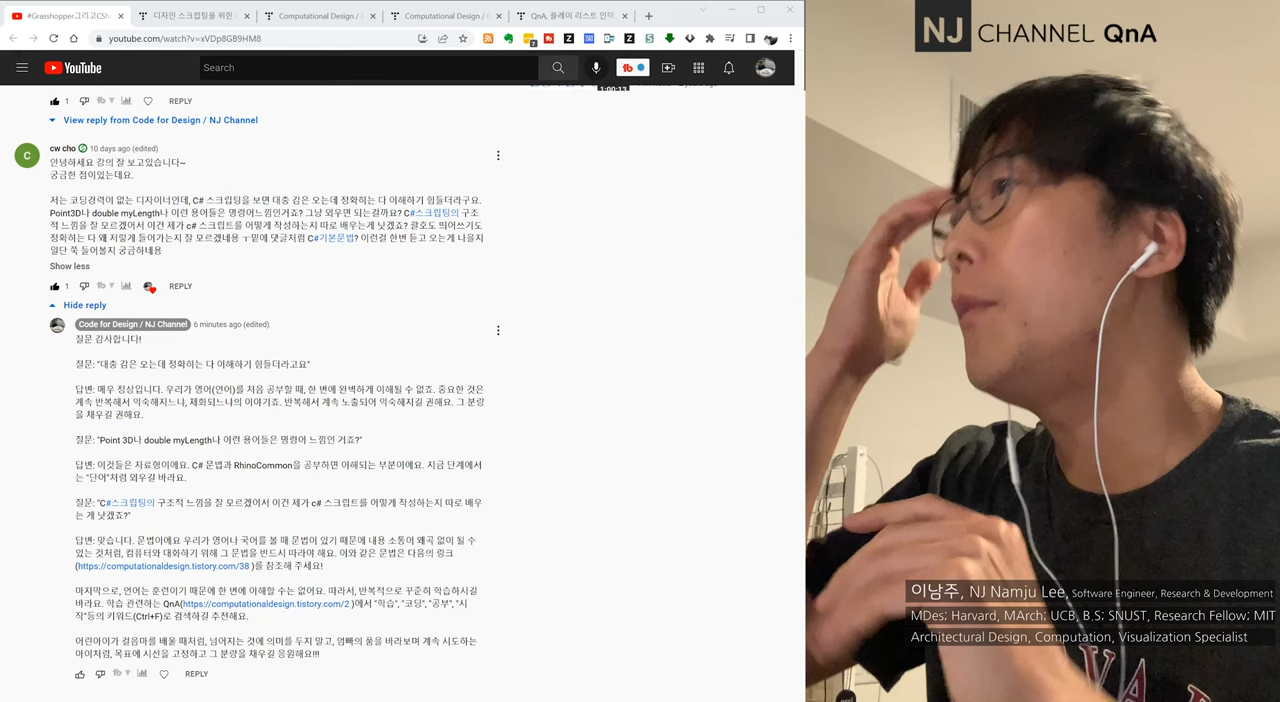 #Grasshopper.그리고CSh
디자인 스크립팅을 위한
Computational Design /
Computational Design /
QnA, 플레이 리스트 인덱
youtube.com/watch?v=xVDp8GB9HM8
YouTube
Search
1:00:13
1
REPLY
View reply from Code for Design / NJ Channel
C
cw cho 10 days ago (edited)
안녕하세요 강의 잘 보고있습니다~
궁금한 점이있는데요.
저는 코딩경력이 없는 디자이너인데, C# 스크립팅을 보면 대충 감은 오는데 정확히는 다 이해하기 힘들더라구요.
Point3D나 double myLength나 이런 용어들은 명령어느낌인거죠? 그냥 외우면 되는걸까요? C#스크립팅의 구조
적 느낌을 잘 모르겠어서 이건 제가 c# 스크립트를 어떻게 작성하는지 따로 배우는게 낫겠죠? 괄호도 띄어쓰기도
정확히는 다 왜 저렇게 들어가는지 잘 모르겠네용 ㅜ밑에 댓글처럼 C#기본문법? 이런걸 한번 듣고 오는게 나을지
일단 쭉 들어볼지 궁금하네용
Show less
1
REPLY
Hide reply
Code for Design / NJ Channel 6 minutes ago (edited)
질문 감사합니다!
질문: "대충 감은 오는데 정확히는 다 이해하기 힘들더라고요"
답변: 매우 정상입니다. 우리가 영어(언어)를 처음 공부할 때, 한 번에 완벽하게 이해될 수 없죠. 중요한 것은
계속 반복해서 익숙해지느냐, 체화되느냐의 이야기죠. 반복해서 계속 노출되어 익숙해지길 권해요. 그 분량
을 채우길 권해요.
질문: "Point 3D나 double myLength나 이런 용어들은 명령어 느낌인 거죠?"
답변: 이것들은 자료형이에요. C# 문법과 RhinoCommon을 공부하면 이해되는 부분이에요. 지금 단계에서
는 "단어"처럼 외우길 바라요.
질문: "C#스크립팅의 구조적 느낌을 잘 모르겠어서 이건 제가 c# 스크립트를 어떻게 작성하는지 따로 배우
는 게 낫겠죠?"
답변: 맞습니다. 문법이에요 우리가 영어나 국어를 볼 때 문법이 있기 때문에 내용 소통이 왜곡 없이 될 수
있는 것처럼, 컴퓨터와 대화하기 위해 그 문법을 반드시 따라야 해요. 이와 같은 문법은 다음의 링크
(https://computationaldesign.tistory.com/38 )를 참조해 주세요!
마지막으로, 언어는 훈련이기 때문에 한 번에 이해할 수는 없어요. 따라서, 반복적으로 꾸준히 학습하시길
바라요. 학습 관련하는 QnA(https://computationaldesign.tistory.com/2 )에서 "학습", "코딩", "공부", "시
작"등의 키워드(Ctrl+F)로 검색하길 추천해요.
어린아이가 걸음마를 배울 때처럼, 넘어지는 것에 의미를 두지 말고, 엄빠의 품을 바라보며 계속 시도하는
아이처럼, 목표에 시선을 고정하고 그 분량을 채우길 응원해요!!!
REPLY
NJ CHANNEL QnA
이남주, NJ Namju Lee, Software Engineer, Research & Development
MDes; Harvard, MArch; UCB, B.S; SNUST, Research Fellow; MIT
Architectural Design, Computation, Visualization Specialist